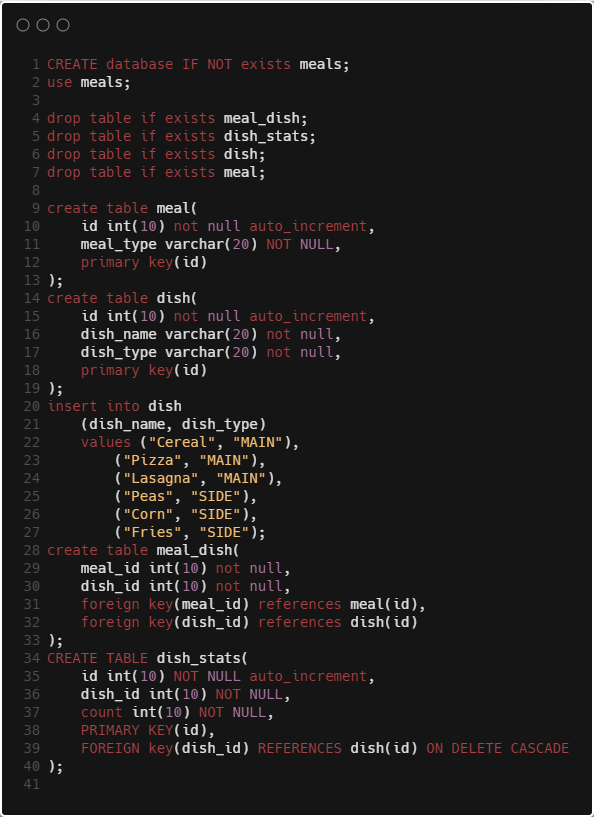 1 CREATE database IF NOT exists meals;
2 use meals;
3
4 drop table if exists meal_dish;
5 drop table if exists dish_stats;
6 drop table if exists dish;
7 drop table if exists meal;
8
9 create table meal(
10     id int(10) not null auto_increment,
11     meal_type varchar(20) NOT NULL,
12     primary key(id)
13 );
14 create table dish(
15     id int(10) not null auto_increment,
16     dish_name varchar(20) not null,
17     dish_type varchar(20) not null,
18     primary key(id)
19 );
20 insert into dish
21     (dish_name, dish_type)
22     values ("Cereal", "MAIN"),
23         ("Pizza", "MAIN"),
24         ("Lasagna", "MAIN"),
25         ("Peas", "SIDE"),
26         ("Corn", "SIDE"),
27         ("Fries", "SIDE");
28 create table meal_dish(
29     meal_id int(10) not null,
30     dish_id int(10) not null,
31     foreign key(meal_id) references meal(id),
32     foreign key(dish_id) references dish(id)
33 );
34 CREATE TABLE dish_stats(
35     id int(10) NOT NULL auto_increment,
36     dish_id int(10) NOT NULL,
37     count int(10) NOT NULL,
38     PRIMARY KEY(id),
39     FOREIGN key(dish_id) REFERENCES dish(id) ON DELETE CASCADE
40 );
41